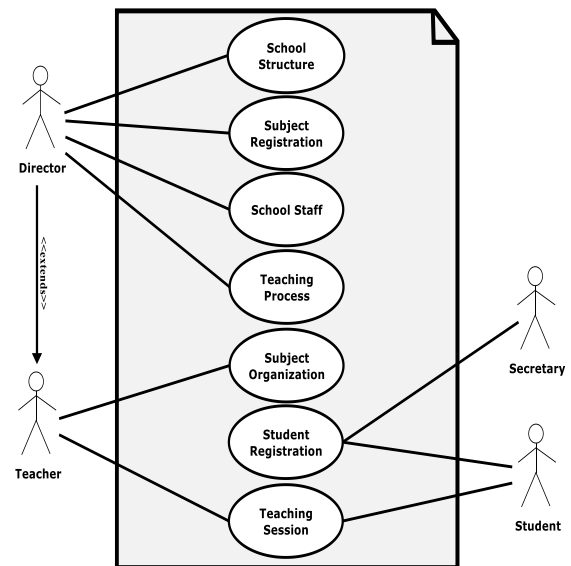 School
Structure
Subject
Registration
Director
School Staff
<<extends>>
Teaching
Process
Subject
Organization
Secretary
Student
Registration
Teacher
Teaching
Session
Student